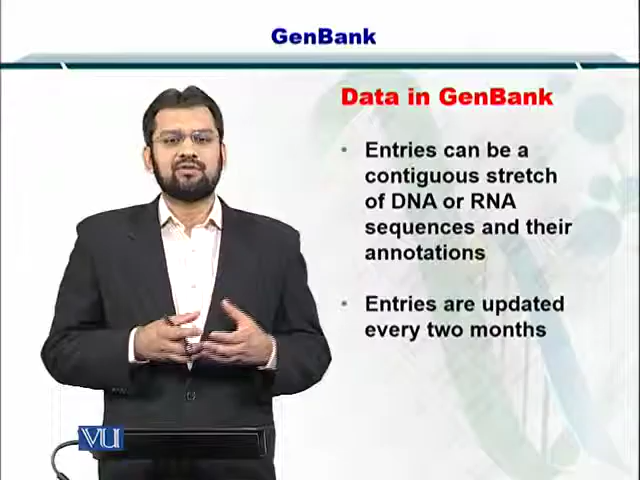 GenBank
Data in GenBank
• Entries can be a
contiguous stretch
of DNA or RNA
sequences and their
annotations
• Entries are updated
every two months
VU